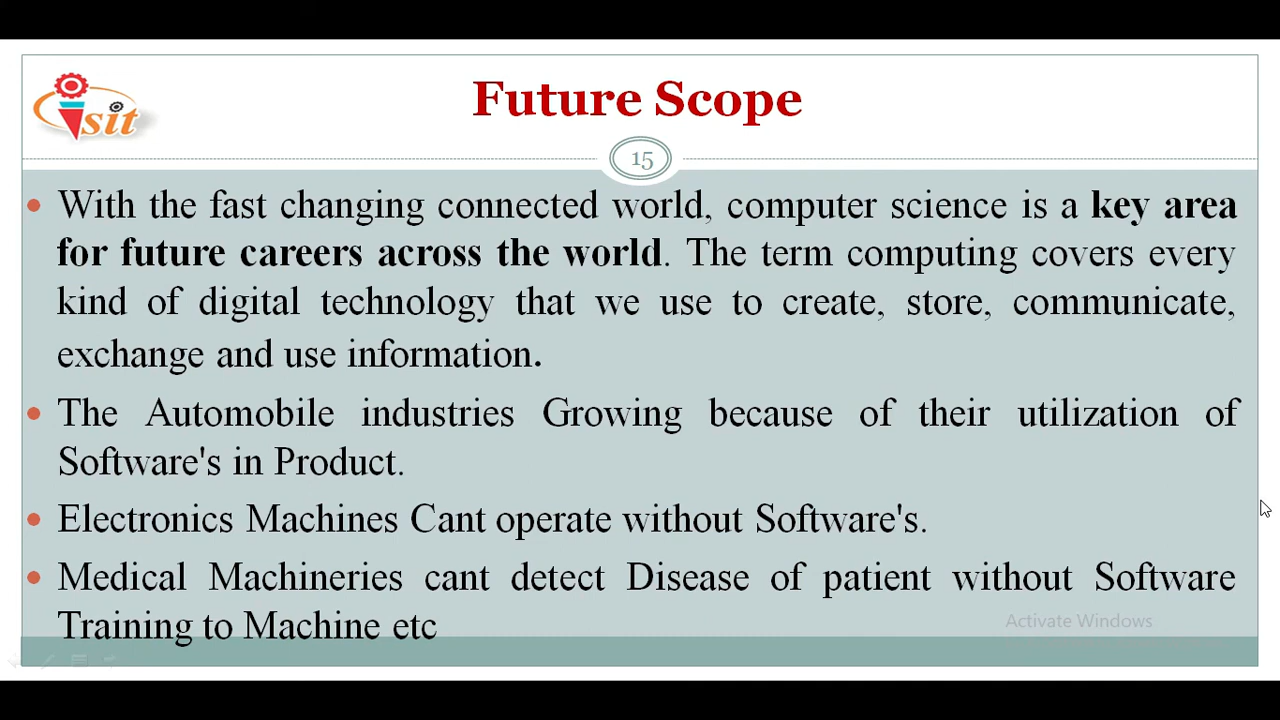 sit
Future Scope
15
With the fast changing connected world, computer science is a key area
for future careers across the world. The term computing covers every
kind of digital technology that we use to create, store, communicate,
exchange and use information.
The Automobile industries Growing because of their utilization of
Software's in Product.
Electronics Machines Cant operate without Software's.
Medical Machineries cant detect Disease of patient without Software
Training to Machine etc
Activate Windows